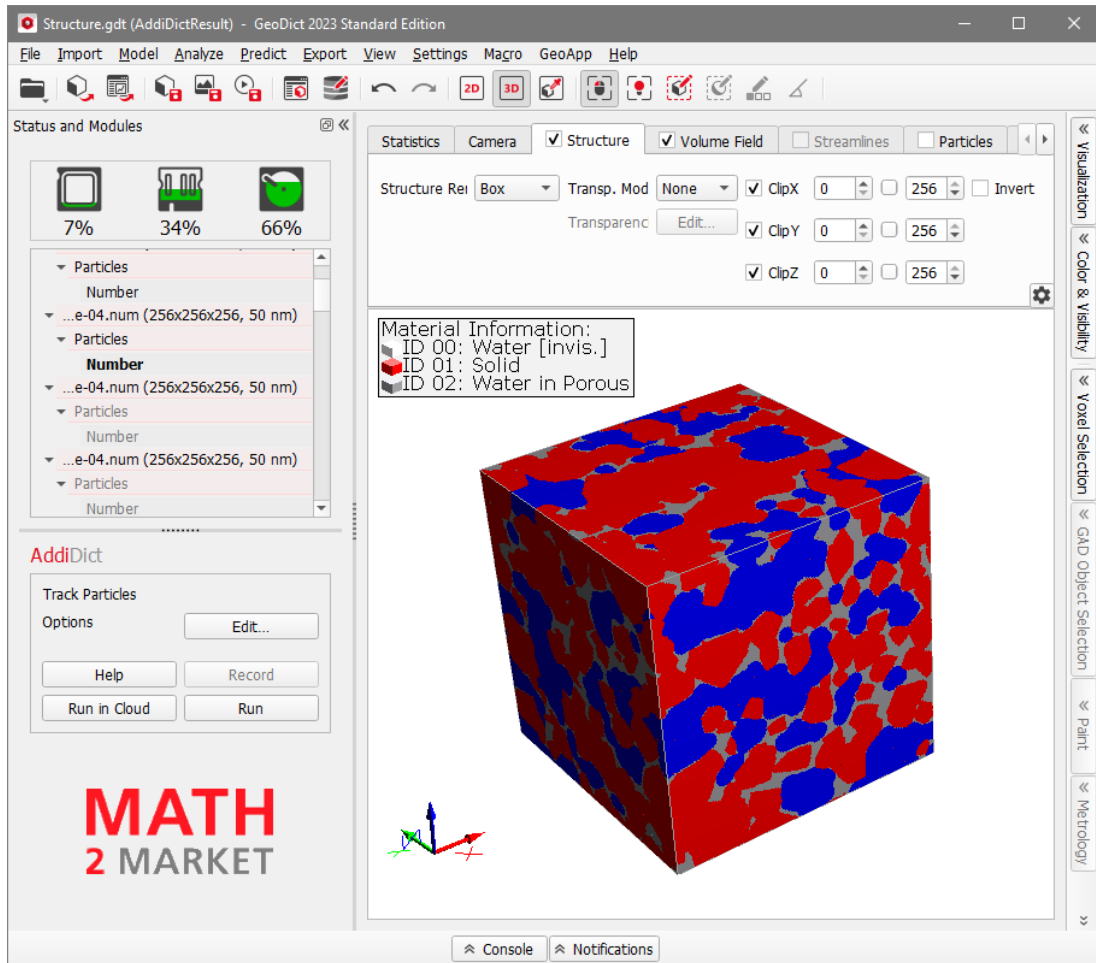 Structure.gdt (AddiDictResult) - GeoDict 2023 Standard Edition
File Import Model Analyze Predict Export View Settings Macro GeoApp Help
2D 3D
Status and Modules
7% 34% 66%
Particles
Number
...e-04.num (256x256x256, 50 nm)
Particles
Number
...e-04.num (256x256x256, 50 nm)
Particles
Number
...e-04.num (256x256x256, 50 nm)
Particles
Number
AddiDict
Track Particles
Options Edit...
Help Record
Run in Cloud Run
MATH
2 MARKET
Statistics Camera Structure Volume Field Streamlines Particles
Structure Rei Box Transp. Mod None ClipX 0 256 Invert
Transparenc Edit... ClipY 0 256
ClipZ 0 256
Material Information:
ID 00: Water [invis.]
ID 01: Solid
ID 02: Water in Porous
X
Visualization
Color & Visibility
Voxel Selection
GAD Object Selection
Paint
Metrology
Console Notifications